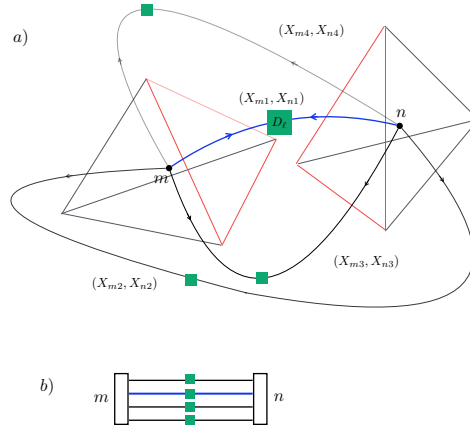 a)
(X_{m4}, X_{n4})
(X_{m1}, X_{n1})
D_ℓ
n
m
(X_{m3}, X_{n3})
(X_{m2}, X_{n2})
b)
m
n